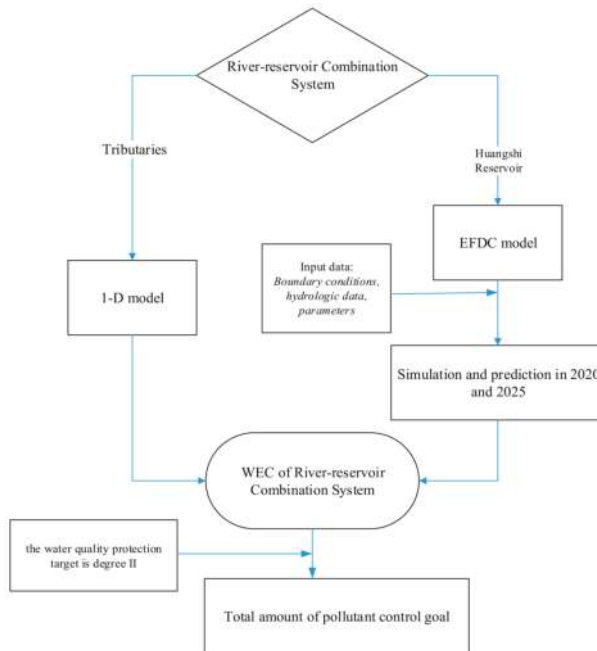 River-reservoir Combination
System
Tributaries
Huangshi
Reservoir
EFDC model
Input data:
Boundary conditions,
hydrologic data,
parameters
1-D model
Simulation and prediction in 2020
and 2025
WEC of River-reservoir
Combination System
the water quality protection
target is degree II
Total amount of pollutant control goal